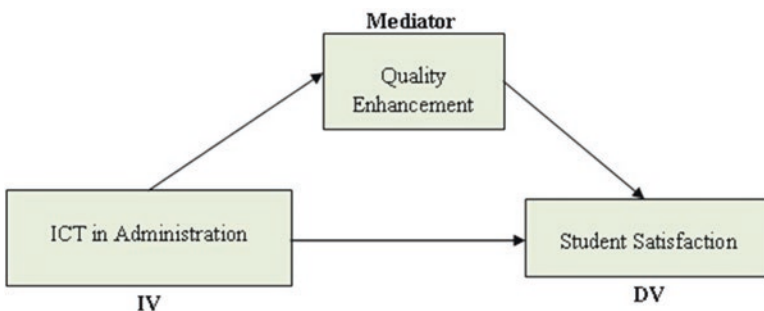 Mediator
Quality
Enhancement
ICT in Administration
Student Satisfaction
IV
DV